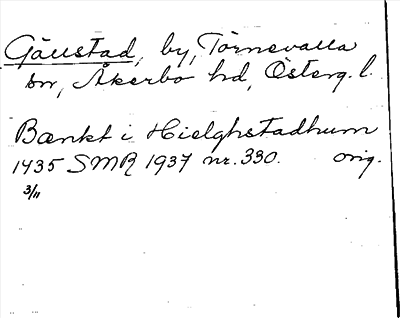 Gäustad, by, Törnevalla
sn, Åkerbo hd, Österg. l.
Bænkt i Hielghstadhum
1435 SMR 1937 nr. 330. orig.
3/11